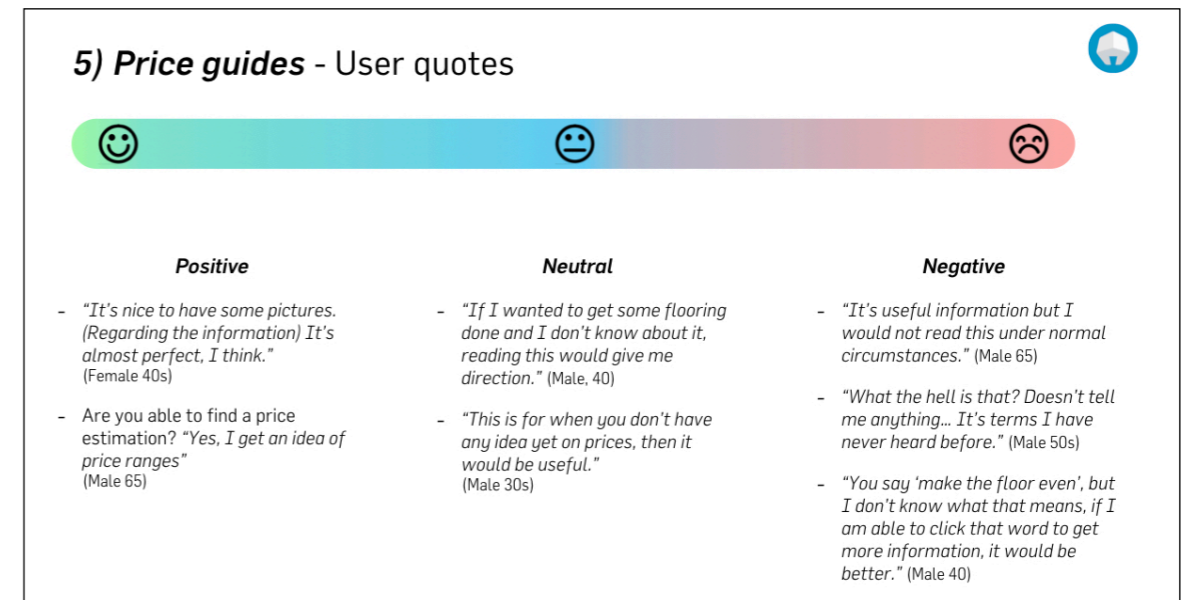 5) Price guides - User quotes
Positive
- “It’s nice to have some pictures.
(Regarding the information) It’s
almost perfect, I think.”
(Female 40s)
- Are you able to find a price
estimation? “Yes, I get an idea of
price ranges”
(Male 65)
Neutral
- “If I wanted to get some flooring
done and I don’t know about it,
reading this would give me
direction.” (Male, 40)
- “This is for when you don’t have
any idea yet on prices, then it
would be useful.”
(Male 30s)
Negative
- “It’s useful information but I
would not read this under normal
circumstances.” (Male 65)
- “What the hell is that? Doesn’t tell
me anything… It’s terms I have
never heard before.” (Male 50s)
- “You say ‘make the floor even’, but
I don’t know what that means, if I
am able to click that word to get
more information, it would be
better.” (Male 40)